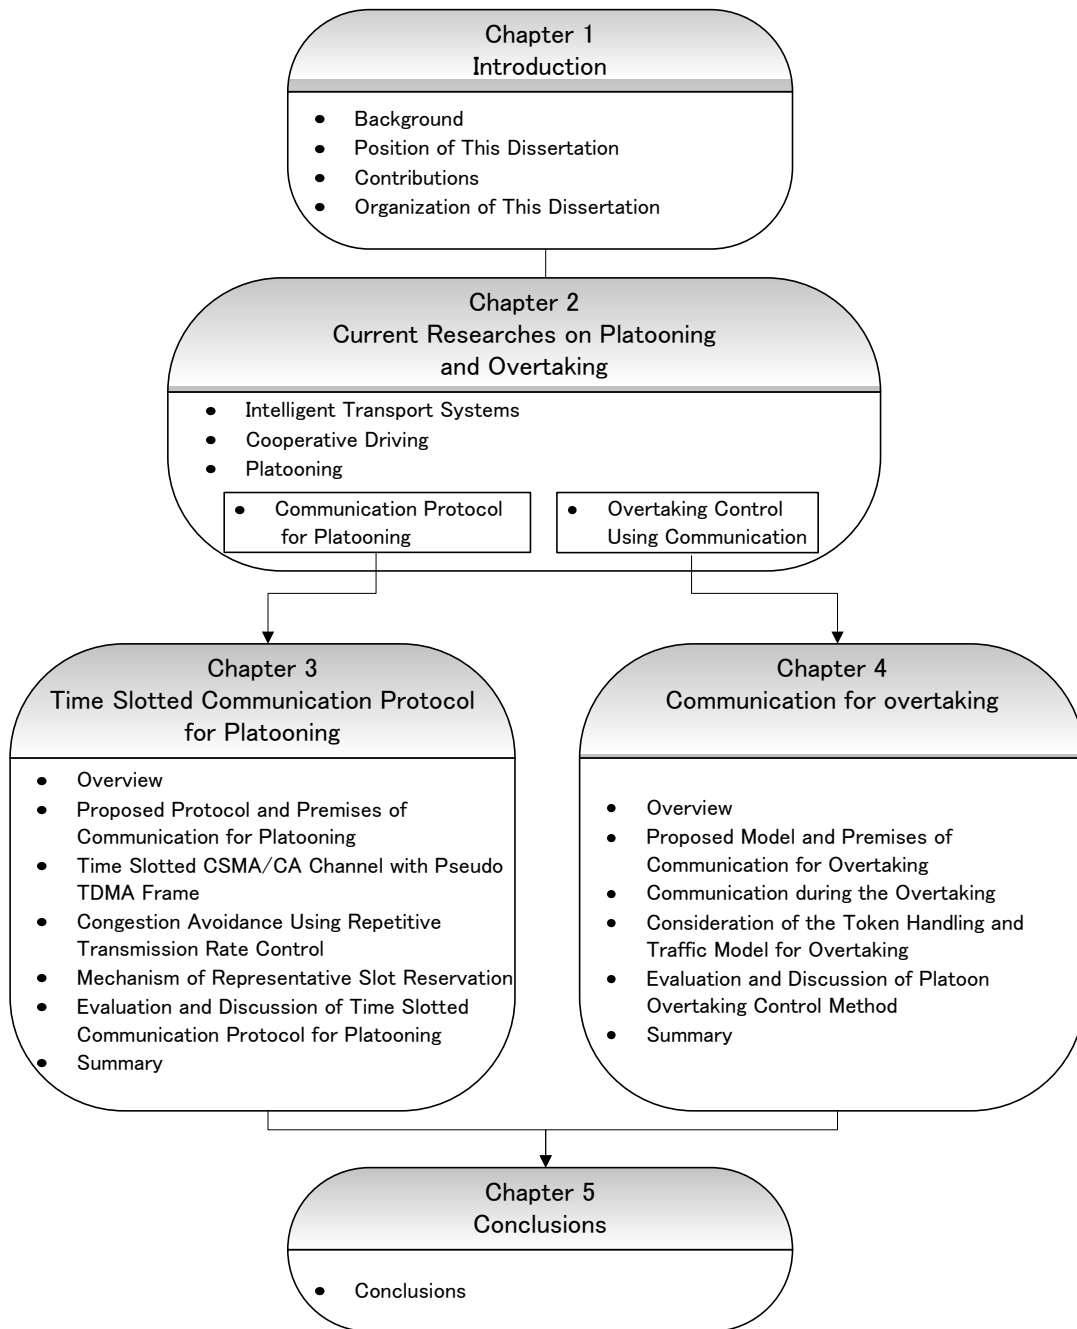 Chapter 1
Introduction
● Background
● Position of This Dissertation
● Contributions
● Organization of This Dissertation
Chapter 2
Current Researches on Platooning
and Overtaking
● Intelligent Transport Systems
● Cooperative Driving
● Platooning
● Communication Protocol
for Platooning
● Overtaking Control
Using Communication
Chapter 3
Time Slotted Communication Protocol
for Platooning
● Overview
● Proposed Protocol and Premises of
Communication for Platooning
● Time Slotted CSMA/CA Channel with Pseudo
TDMA Frame
● Congestion Avoidance Using Repetitive
Transmission Rate Control
● Mechanism of Representative Slot Reservation
● Evaluation and Discussion of Time Slotted
Communication Protocol for Platooning
● Summary
Chapter 4
Communication for overtaking
● Overview
● Proposed Model and Premises of
Communication for Overtaking
● Communication during the Overtaking
● Consideration of the Token Handling and
Traffic Model for Overtaking
● Evaluation and Discussion of Platoon
Overtaking Control Method
● Summary
Chapter 5
Conclusions
● Conclusions